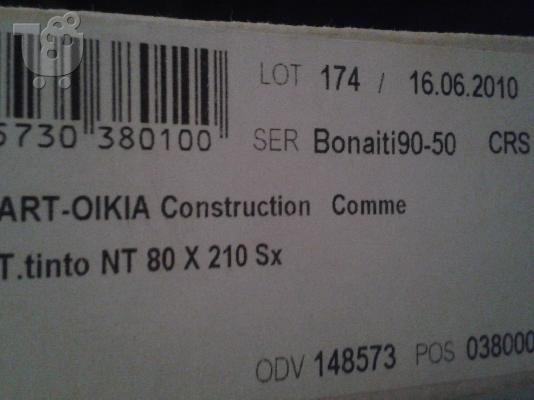 LOT 174 / 16.06.2010
5730 380100
SER Bonaiti90-50 CRS
ART-OIKIA Construction Comme
T.tinto NT 80 X 210 Sx
ODV 148573 POS 038000